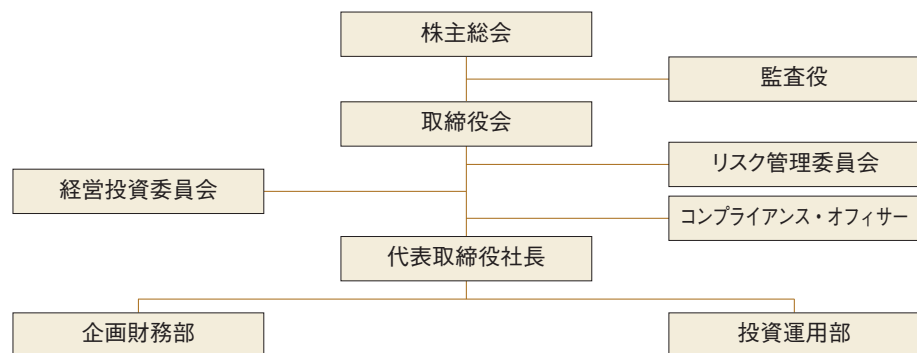 株主総会
監査役
取締役会
リスク管理委員会
経営投資委員会
コンプライアンス・オフィサー
代表取締役社長
企画財務部
投資運用部